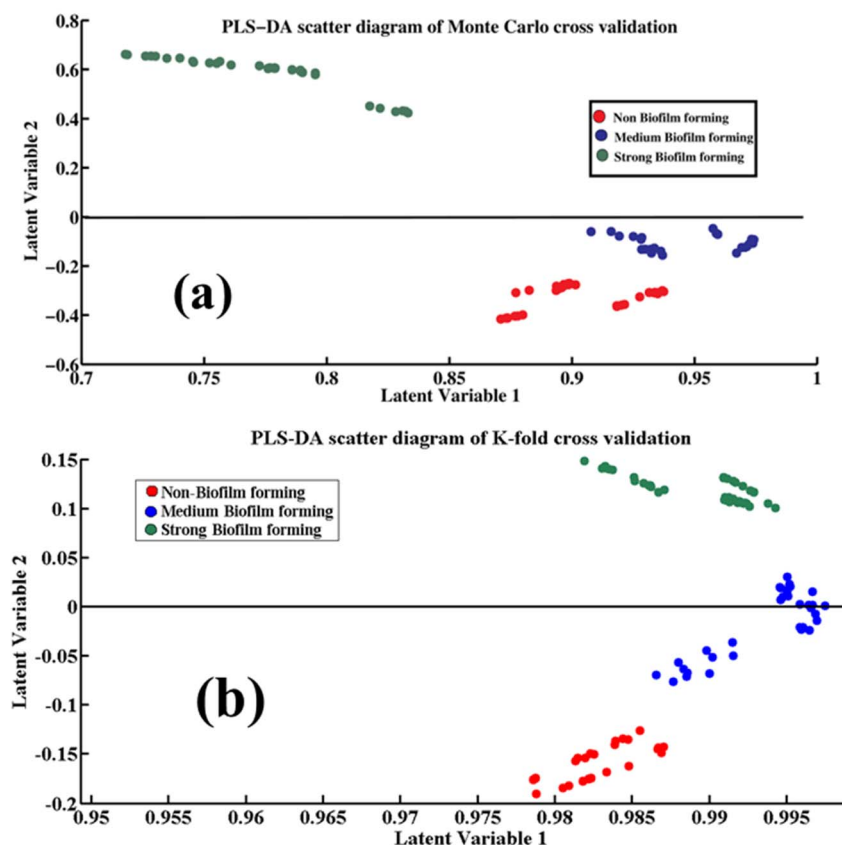 PLS-DA scatter diagram of Monte Carlo cross validation
0.8
0.6
0.4
0.2
0
−0.2
−0.4
−0.6
Latent Variable 2
Non Biofilm forming
Medium Biofilm forming
Strong Biofilm forming
(a)
0.7 0.75 0.8 0.85 0.9 0.95 1
Latent Variable 1
PLS-DA scatter diagram of K-fold cross validation
0.15
0.1
0.05
0
-0.05
-0.1
-0.15
-0.2
Latent Variable 2
Non-Biofilm forming
Medium Biofilm forming
Strong Biofilm forming
(b)
0.95 0.955 0.96 0.965 0.97 0.975 0.98 0.985 0.99 0.995
Latent Variable 1